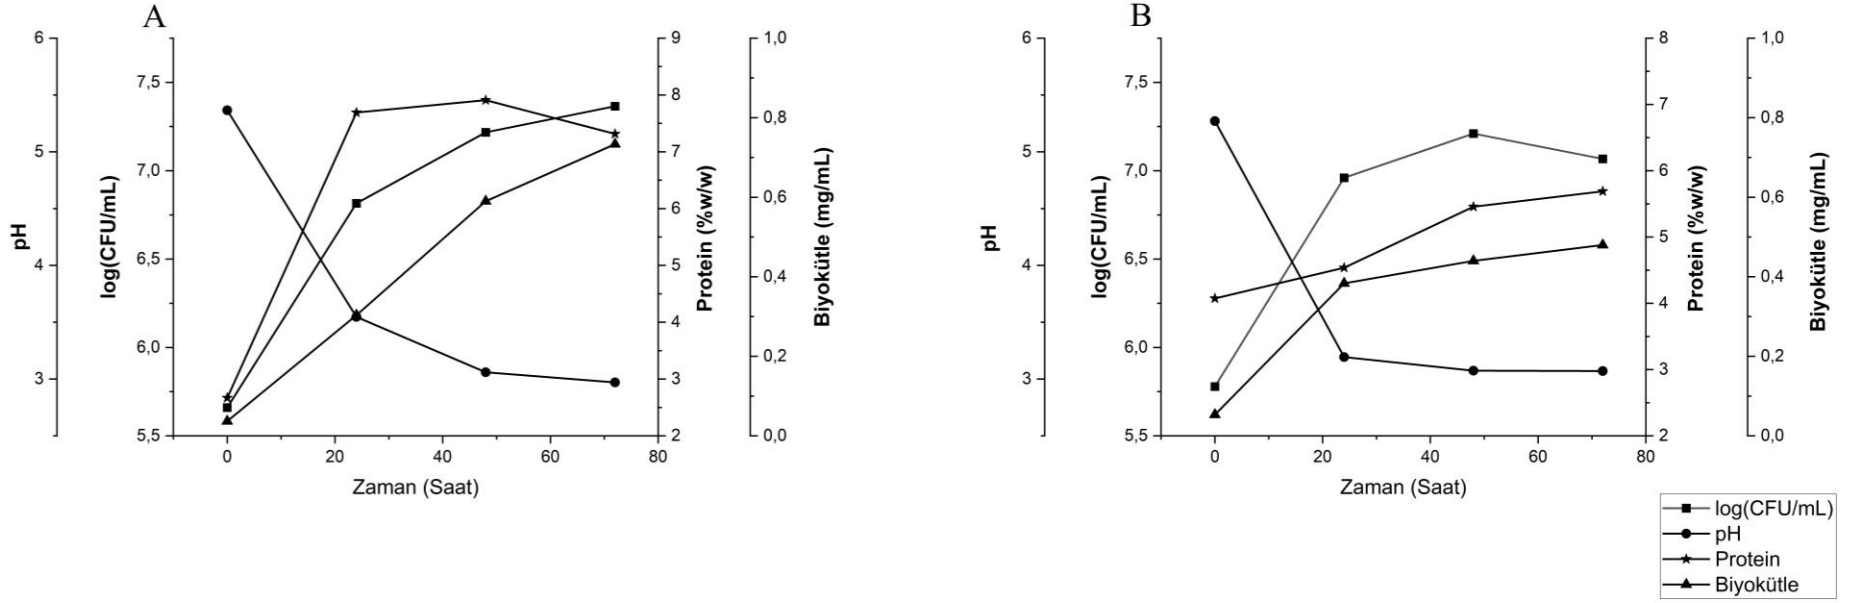 A
6
5
4
3
pH
7,5
7,0
6,5
6,0
5,5
log(CFU/mL)
0 20 40 60 80
Zaman (Saat)
9
8
7
6
5
4
3
2
Protein (%w/w)
1,0
0,8
0,6
0,4
0,2
0,0
Biyokütle (mg/mL)
B
6
5
4
3
pH
7,5
7,0
6,5
6,0
5,5
log(CFU/mL)
0 20 40 60 80
Zaman (Saat)
8
7
6
5
4
3
2
Protein (%w/w)
1,0
0,8
0,6
0,4
0,2
0,0
Biyokütle (mg/mL)
log(CFU/mL)
pH
Protein
Biyokütle